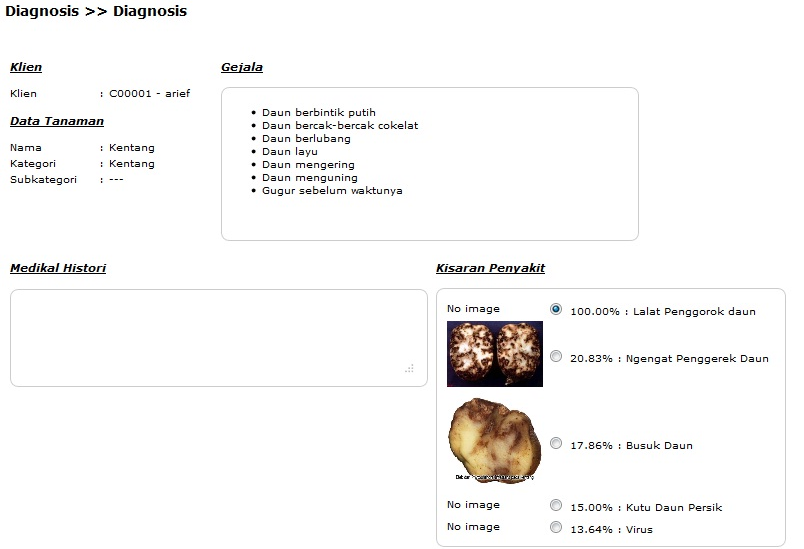 Diagnosis >> Diagnosis
Klien
Klien : C00001 - arief
Data Tanaman
Nama : Kentang
Kategori : Kentang
Subkategori : ---
Gejala
• Daun berbintik putih
• Daun bercak-bercak cokelat
• Daun berlubang
• Daun layu
• Daun mengering
• Daun menguning
• Gugur sebelum waktunya
Medikal Histori
Kisaran Penyakit
No image 100.00% : Lalat Penggorok daun
20.83% : Ngengat Penggerek Daun
17.86% : Busuk Daun
No image 15.00% : Kutu Daun Persik
No image 13.64% : Virus